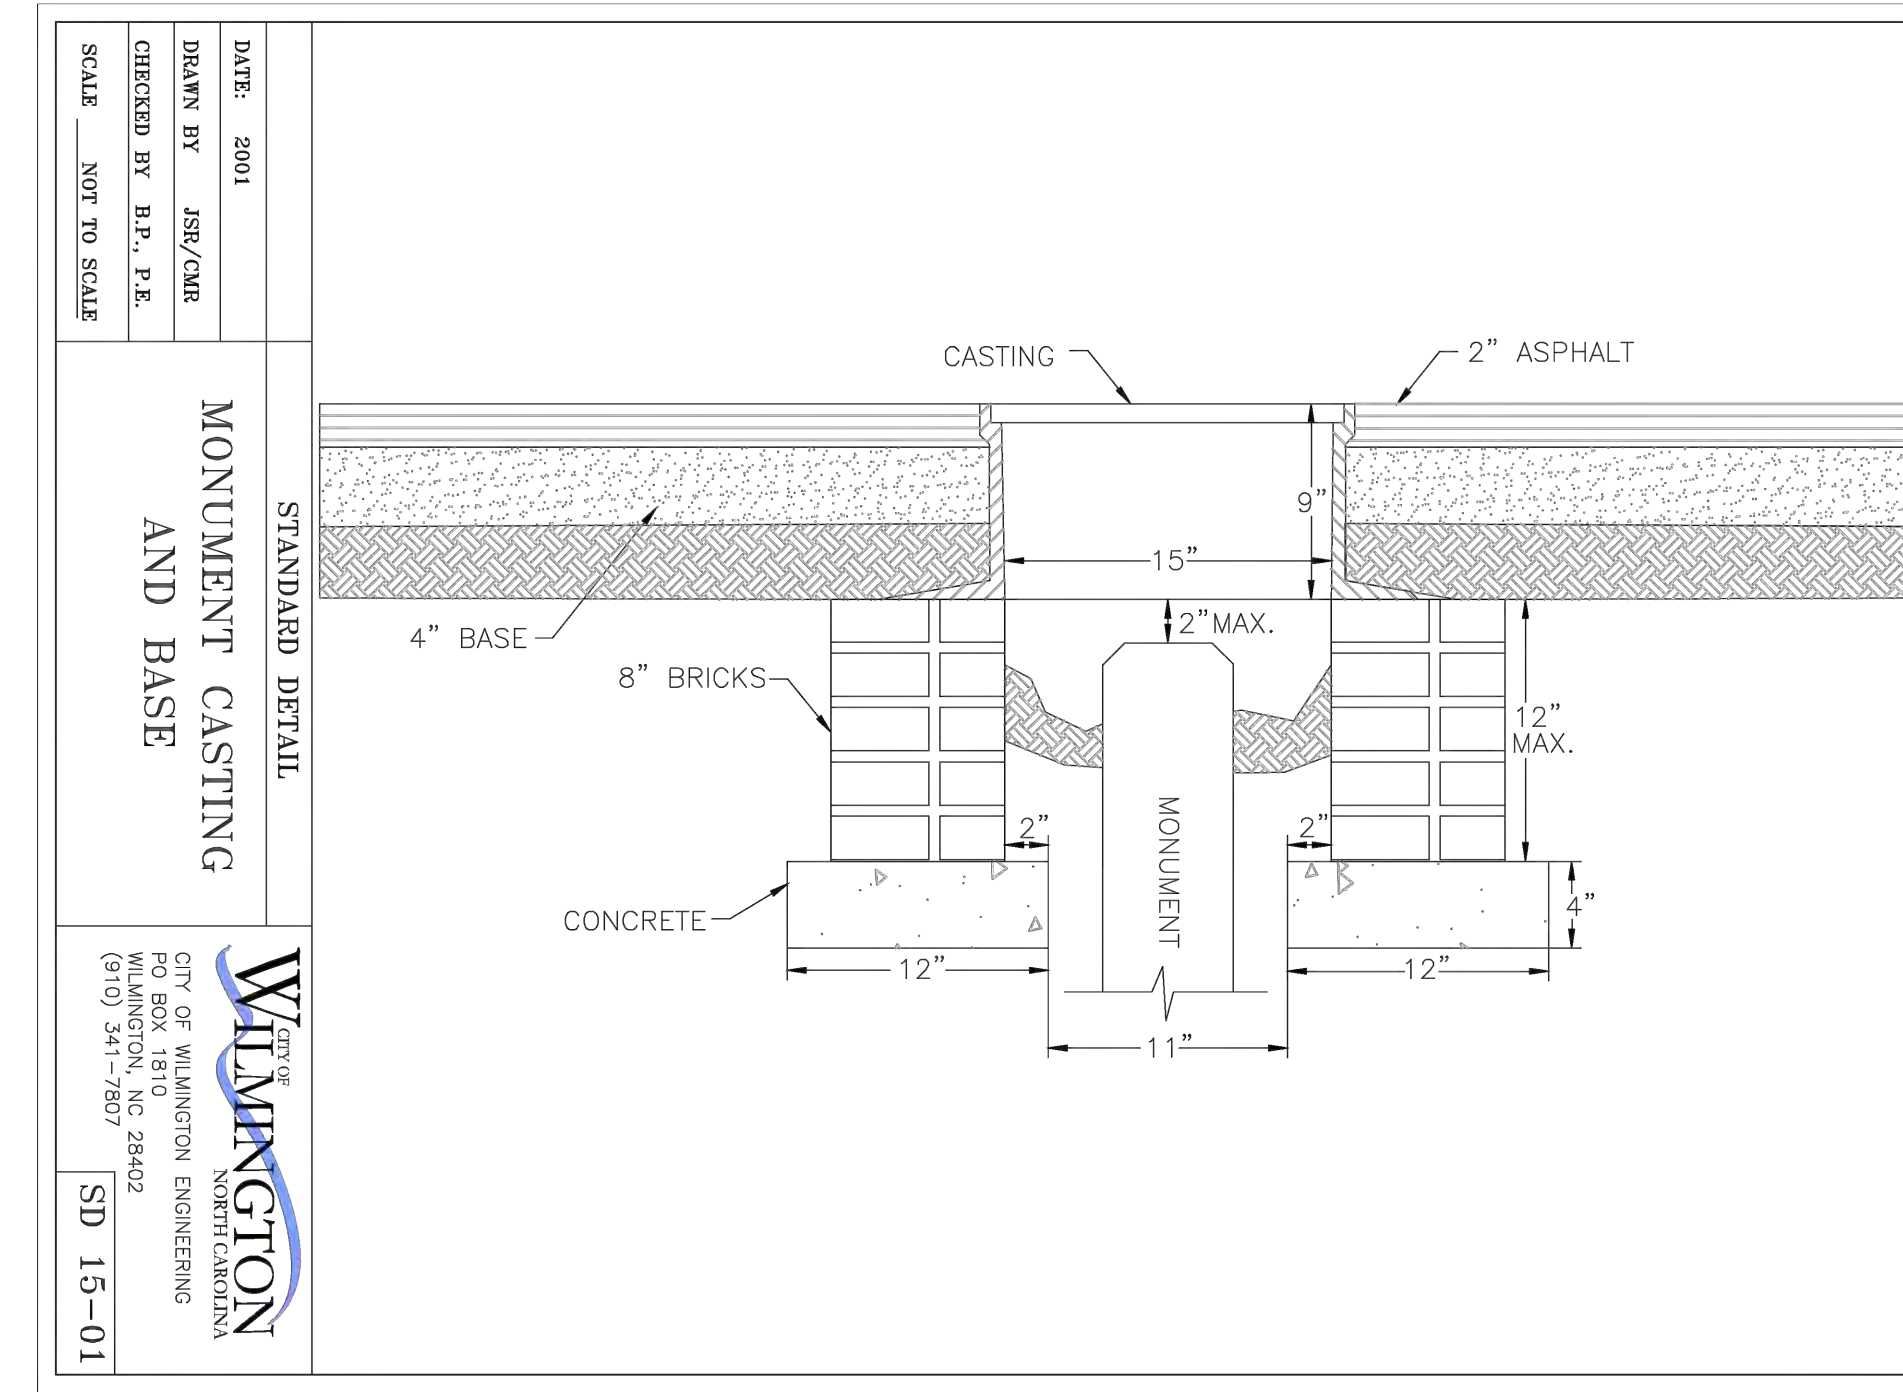 CASTING
2” ASPHALT
9”
15”
4” BASE
2”MAX.
8” BRICKS
12”
MAX.
2”
2”
MONUMENT
CONCRETE
4”
12”
12”
11”
DATE: 2001
DRAWN BY JSR/CMR
CHECKED BY B.P., P.E.
SCALE NOT TO SCALE
STANDARD DETAIL
MONUMENT CASTING
AND BASE
CITY OF
WILMINGTON
NORTH CAROLINA
CITY OF WILMINGTON ENGINEERING
PO BOX 1810
WILMINGTON, NC 28402
(910) 341-7807
SD 15-01